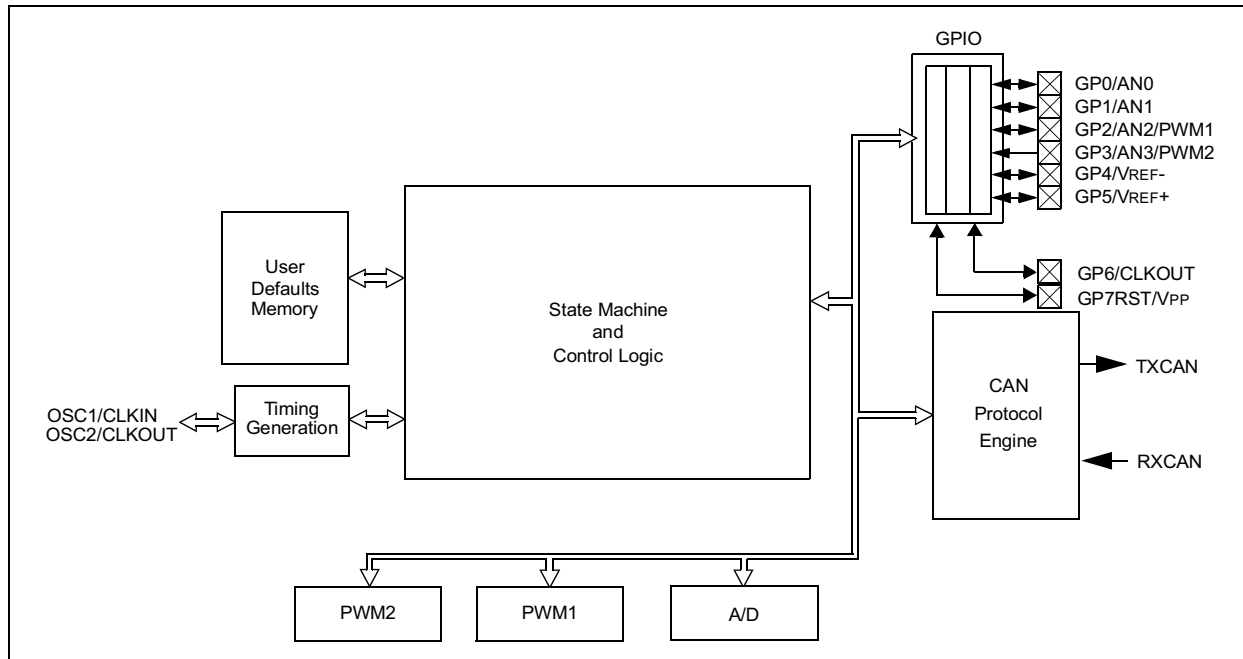 GPIO
GP0/AN0
GP1/AN1
GP2/AN2/PWM1
GP3/AN3/PWM2
GP4/VREF-
GP5/VREF+
GP6/CLKOUT
GP7RST/VPP
User
Defaults
Memory
State Machine
and
Control Logic
Timing
Generation
OSC1/CLKIN
OSC2/CLKOUT
CAN
Protocol
Engine
TXCAN
RXCAN
PWM2
PWM1
A/D